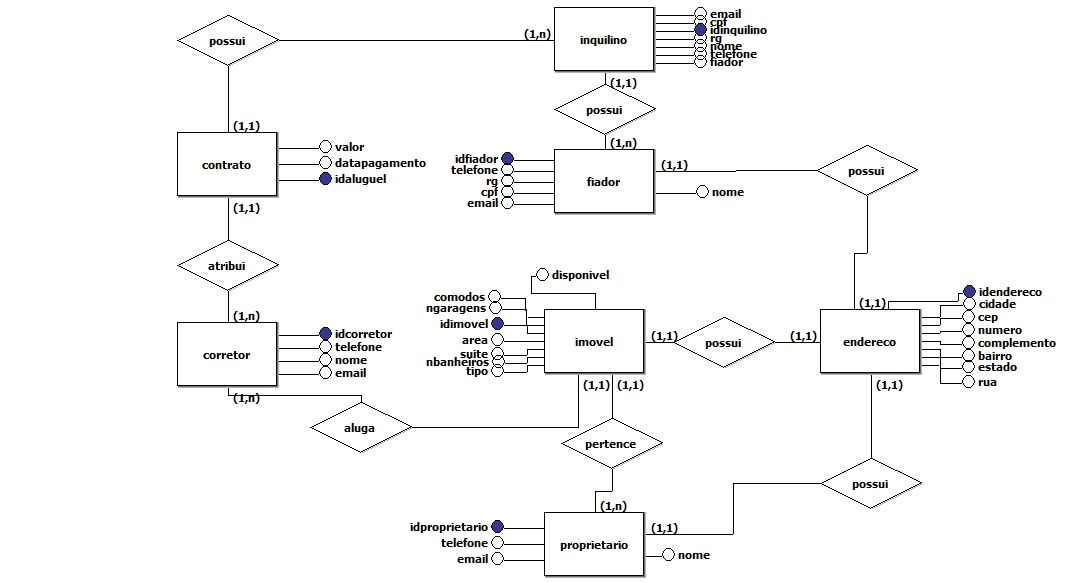 possui
(1,n)
inquilino
email
cpf
idinquilino
rg
nome
telefone
fiador
(1,1)
possui
(1,n)
(1,1)
contrato
valor
datapagamento
idaluguel
(1,1)
idfiador
telefone
rg
cpf
email
fiador
(1,1)
nome
possui
atribui
(1,n)
corretor
idcorretor
telefone
nome
email
(1,n)
aluga
disponivel
comodos
ngaragens
idimovel
area
suite
nbanheiros
tipo
imovel
(1,1)
possui
(1,1)
(1,1)
endereco
idendereco
cidade
cep
numero
complemento
bairro
estado
rua
(1,1)
(1,1)
(1,1)
pertence
(1,n)
possui
idproprietario
telefone
email
proprietario
(1,1)
nome